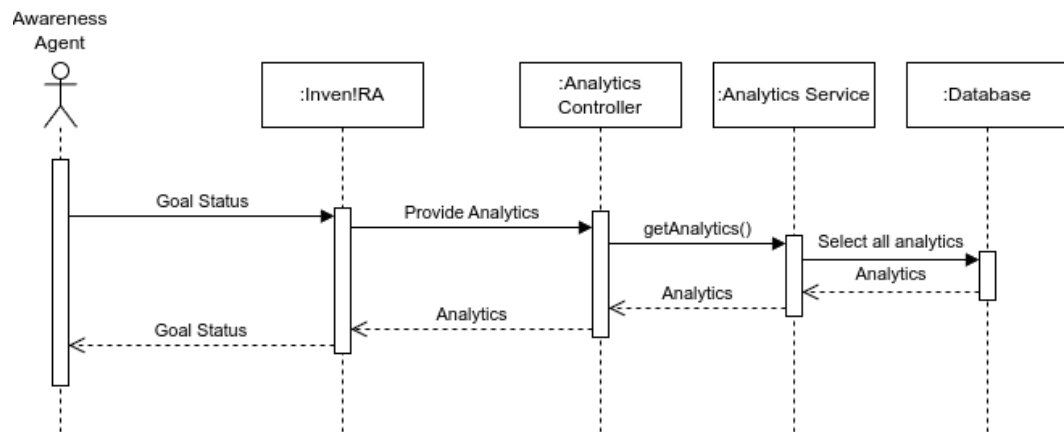 Awareness
Agent
:Inven!RA
:Analytics
Controller
:Analytics Service
:Database
Goal Status
Provide Analytics
getAnalytics()
Select all analytics
Analytics
Analytics
Analytics
Goal Status